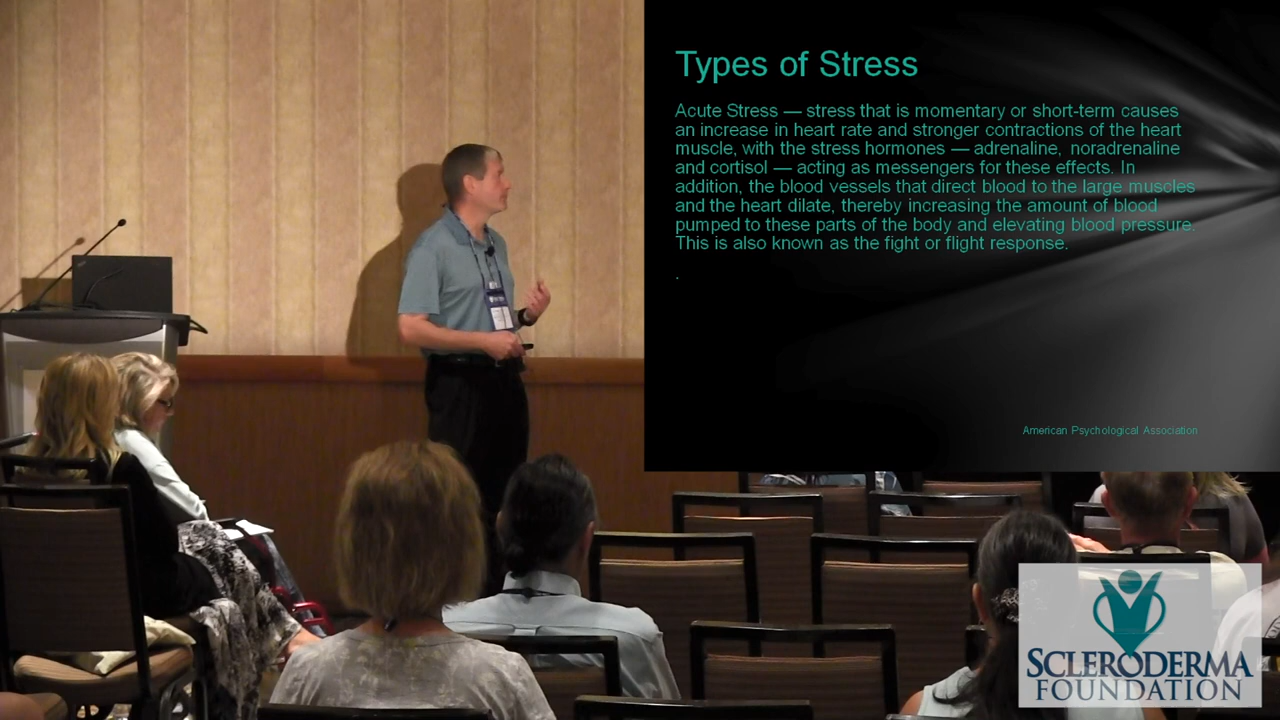 Types of Stress
Acute Stress — stress that is momentary or short-term causes
an increase in heart rate and stronger contractions of the heart
muscle, with the stress hormones — adrenaline, noradrenaline
and cortisol — acting as messengers for these effects. In
addition, the blood vessels that direct blood to the large muscles
and the heart dilate, thereby increasing the amount of blood
pumped to these parts of the body and elevating blood pressure.
This is also known as the fight or flight response.
.
American Psychological Association
SCLERODERMA
FOUNDATION